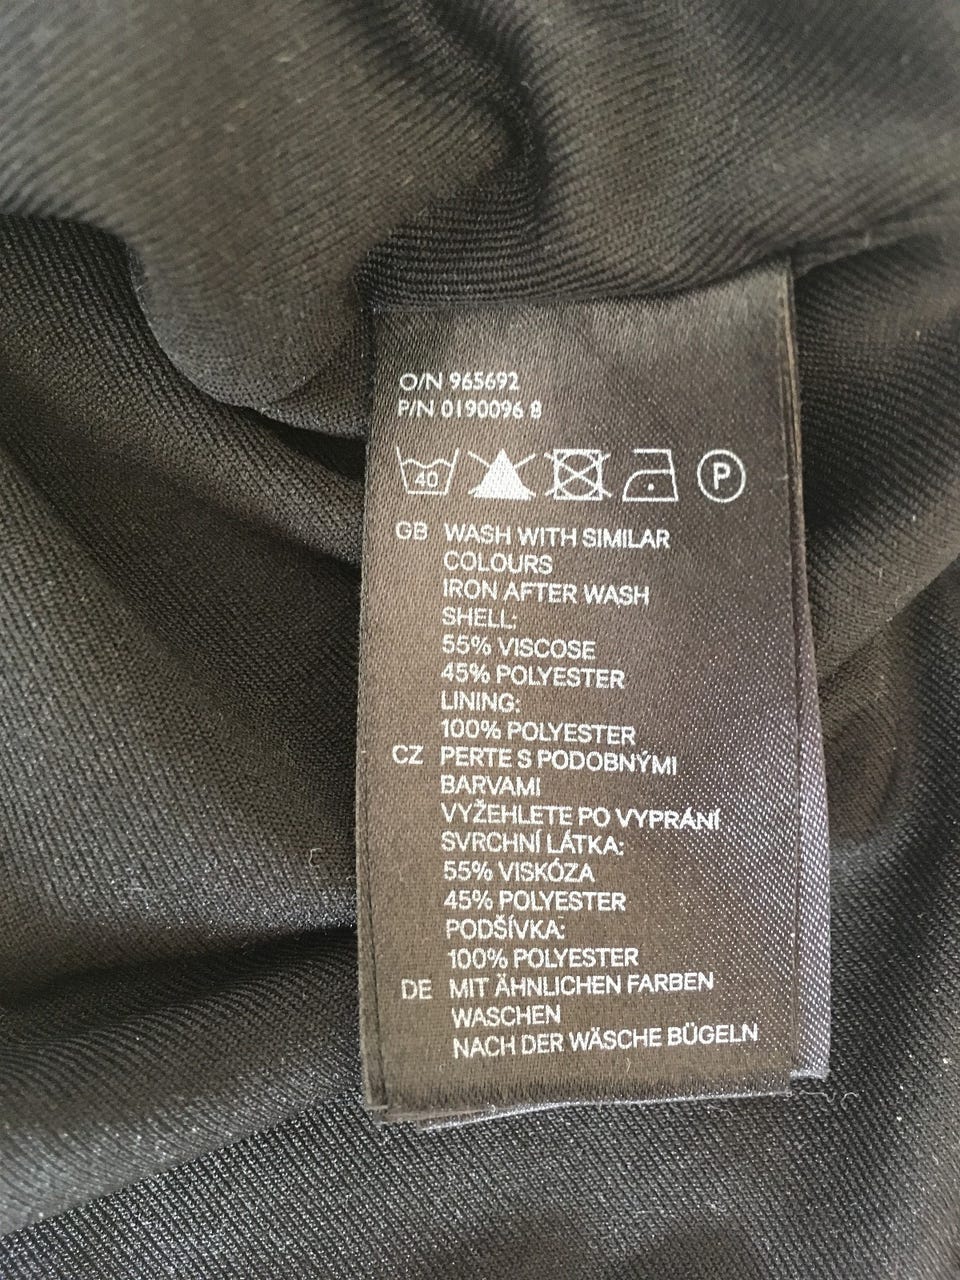 O/N 965692
P/N 0190096 8
40 P
GB WASH WITH SIMILAR
COLOURS
IRON AFTER WASH
SHELL:
55% VISCOSE
45% POLYESTER
LINING:
100% POLYESTER
CZ PERTE S PODOBNÝMI
BARVAMI
VYŽEHLETE PO VYPRÁNÍ
SVRCHNÍ LÁTKA:
55% VISKÓZA
45% POLYESTER
PODŠÍVKA:
100% POLYESTER
DE MIT ÄHNLICHEN FARBEN
WASCHEN
NACH DER WÄSCHE BÜGELN